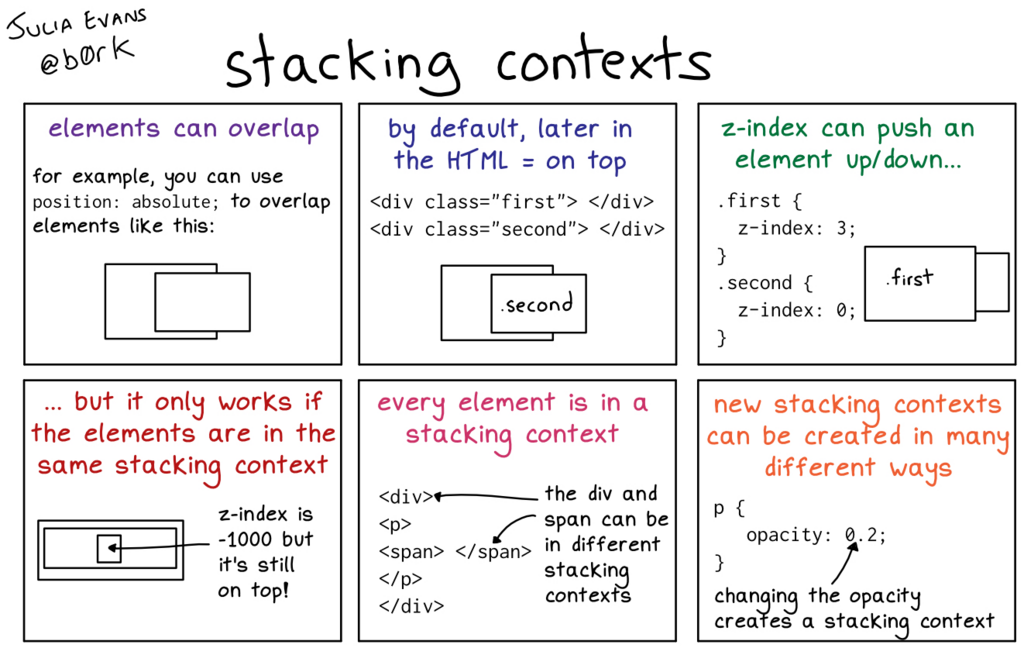 JULIA EVANS
@b0rk
stacking contexts
elements can overlap
for example, you can use
position: absolute; to overlap
elements like this:
by default, later in
the HTML = on top
<div class="first"> </div>
<div class="second"> </div>
.second
z-index can push an
element up/down...
.first {
z-index: 3;
}
.second {
z-index: 0;
}
.first
... but it only works if
the elements are in the
same stacking context
z-index is
-1000 but
it's still
on top!
every element is in a
stacking context
<div>
<p>
<span> </span>
</p>
</div>
the div and
span can be
in different
stacking
contexts
new stacking contexts
can be created in many
different ways
p {
opacity: 0.2;
}
changing the opacity
creates a stacking context